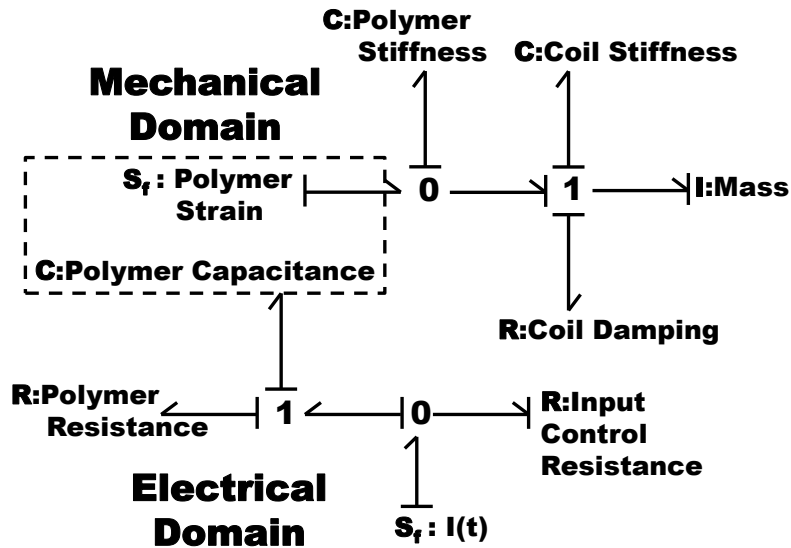 C:Polymer
Stiffness
C:Coil Stiffness
Mechanical
Domain
Sf : Polymer
Strain
0
1
I:Mass
C:Polymer Capacitance
R:Coil Damping
R:Polymer
Resistance
1
0
R:Input
Control
Resistance
Electrical
Domain
Sf : I(t)